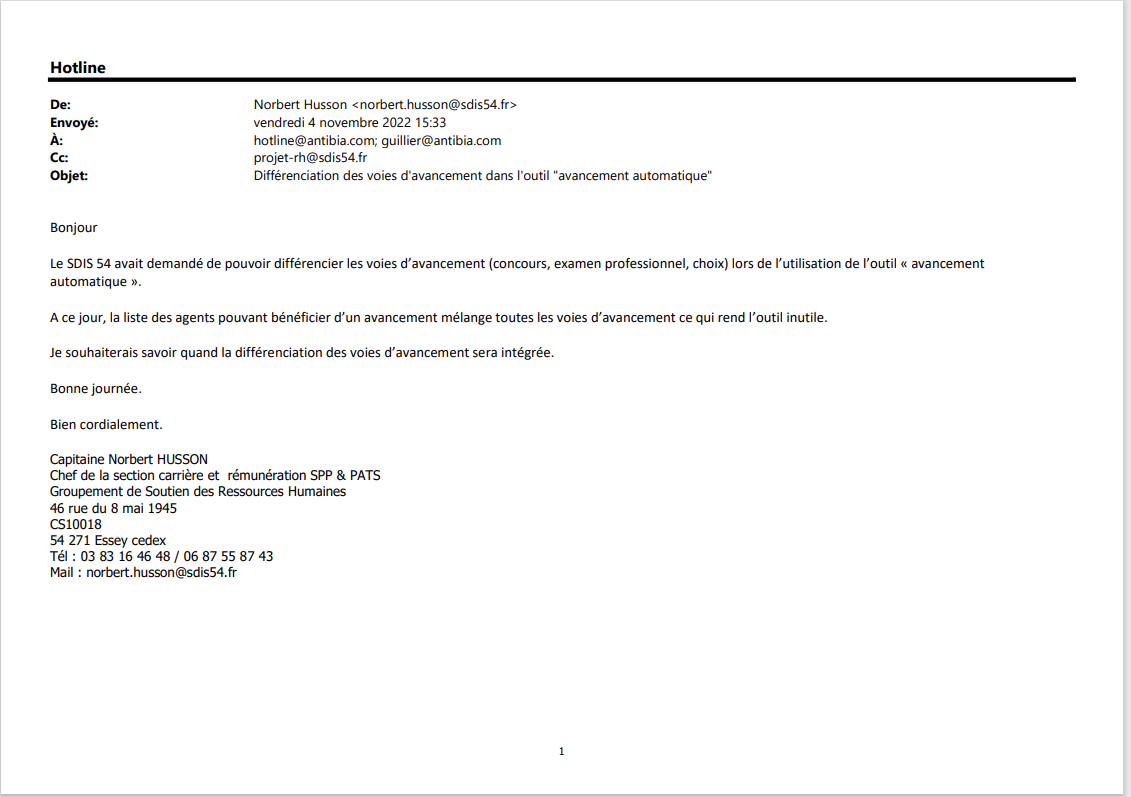 Hotline
De: Norbert Husson <norbert.husson@sdis54.fr>
Envoyé: vendredi 4 novembre 2022 15:33
À: hotline@antibia.com; guillier@antibia.com
Cc: projet-rh@sdis54.fr
Objet: Différenciation des voies d'avancement dans l'outil "avancement automatique"
Bonjour
Le SDIS 54 avait demandé de pouvoir différencier les voies d’avancement (concours, examen professionnel, choix) lors de l’utilisation de l’outil « avancement
automatique ».
A ce jour, la liste des agents pouvant bénéficier d’un avancement mélange toutes les voies d’avancement ce qui rend l’outil inutile.
Je souhaiterais savoir quand la différenciation des voies d’avancement sera intégrée.
Bonne journée.
Bien cordialement.
Capitaine Norbert HUSSON
Chef de la section carrière et  rémunération SPP & PATS
Groupement de Soutien des Ressources Humaines
46 rue du 8 mai 1945
CS10018
54 271 Essey cedex
Tél : 03 83 16 46 48 / 06 87 55 87 43
Mail : norbert.husson@sdis54.fr
1